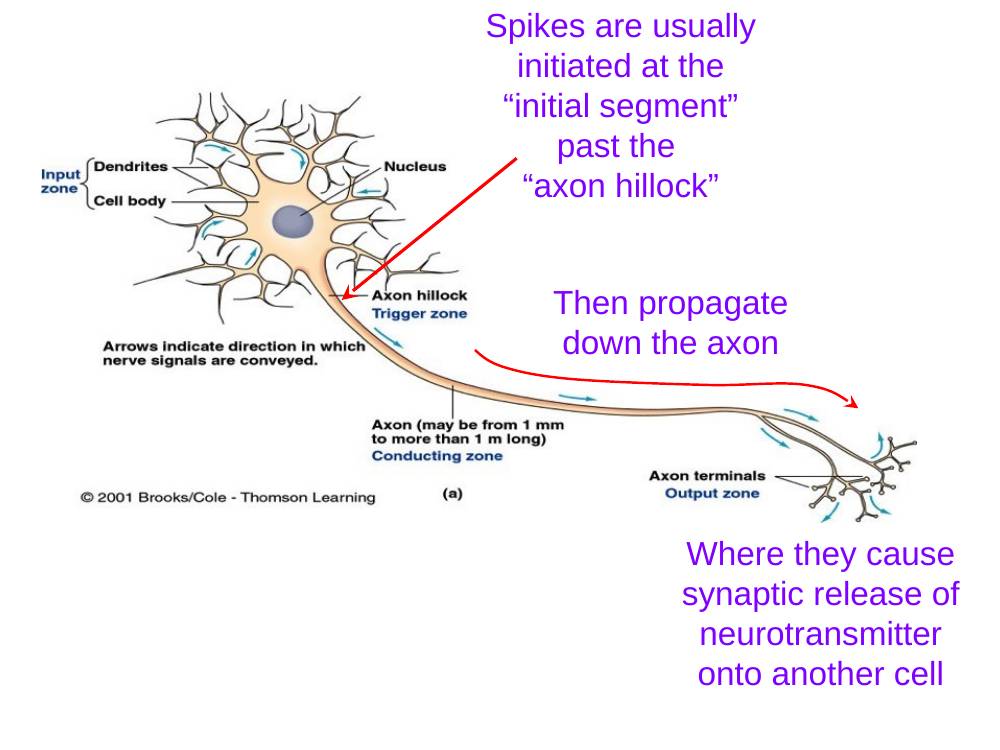 Spikes are usually
initiated at the
“initial segment”
past the
“axon hillock”
Input
zone
Dendrites
Cell body
Nucleus
Axon hillock
Trigger zone
Then propagate
down the axon
Arrows indicate direction in which
nerve signals are conveyed.
Axon (may be from 1 mm
to more than 1 m long)
Conducting zone
Axon terminals
Output zone
© 2001 Brooks/Cole - Thomson Learning
(a)
Where they cause
synaptic release of
neurotransmitter
onto another cell